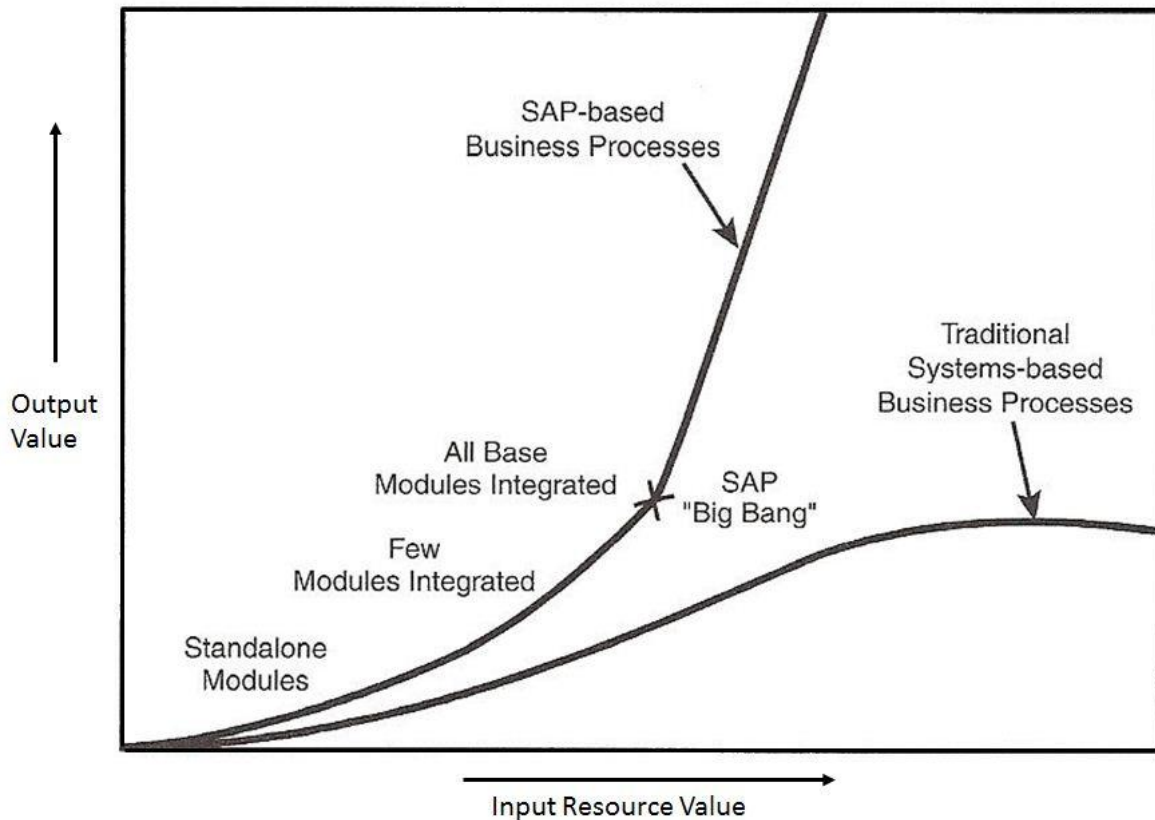 SAP-based
Business Processes
Traditional
Systems-based
Business Processes
Output
Value
All Base
Modules Integrated
SAP
"Big Bang"
Few
Modules Integrated
Standalone
Modules
Input Resource Value